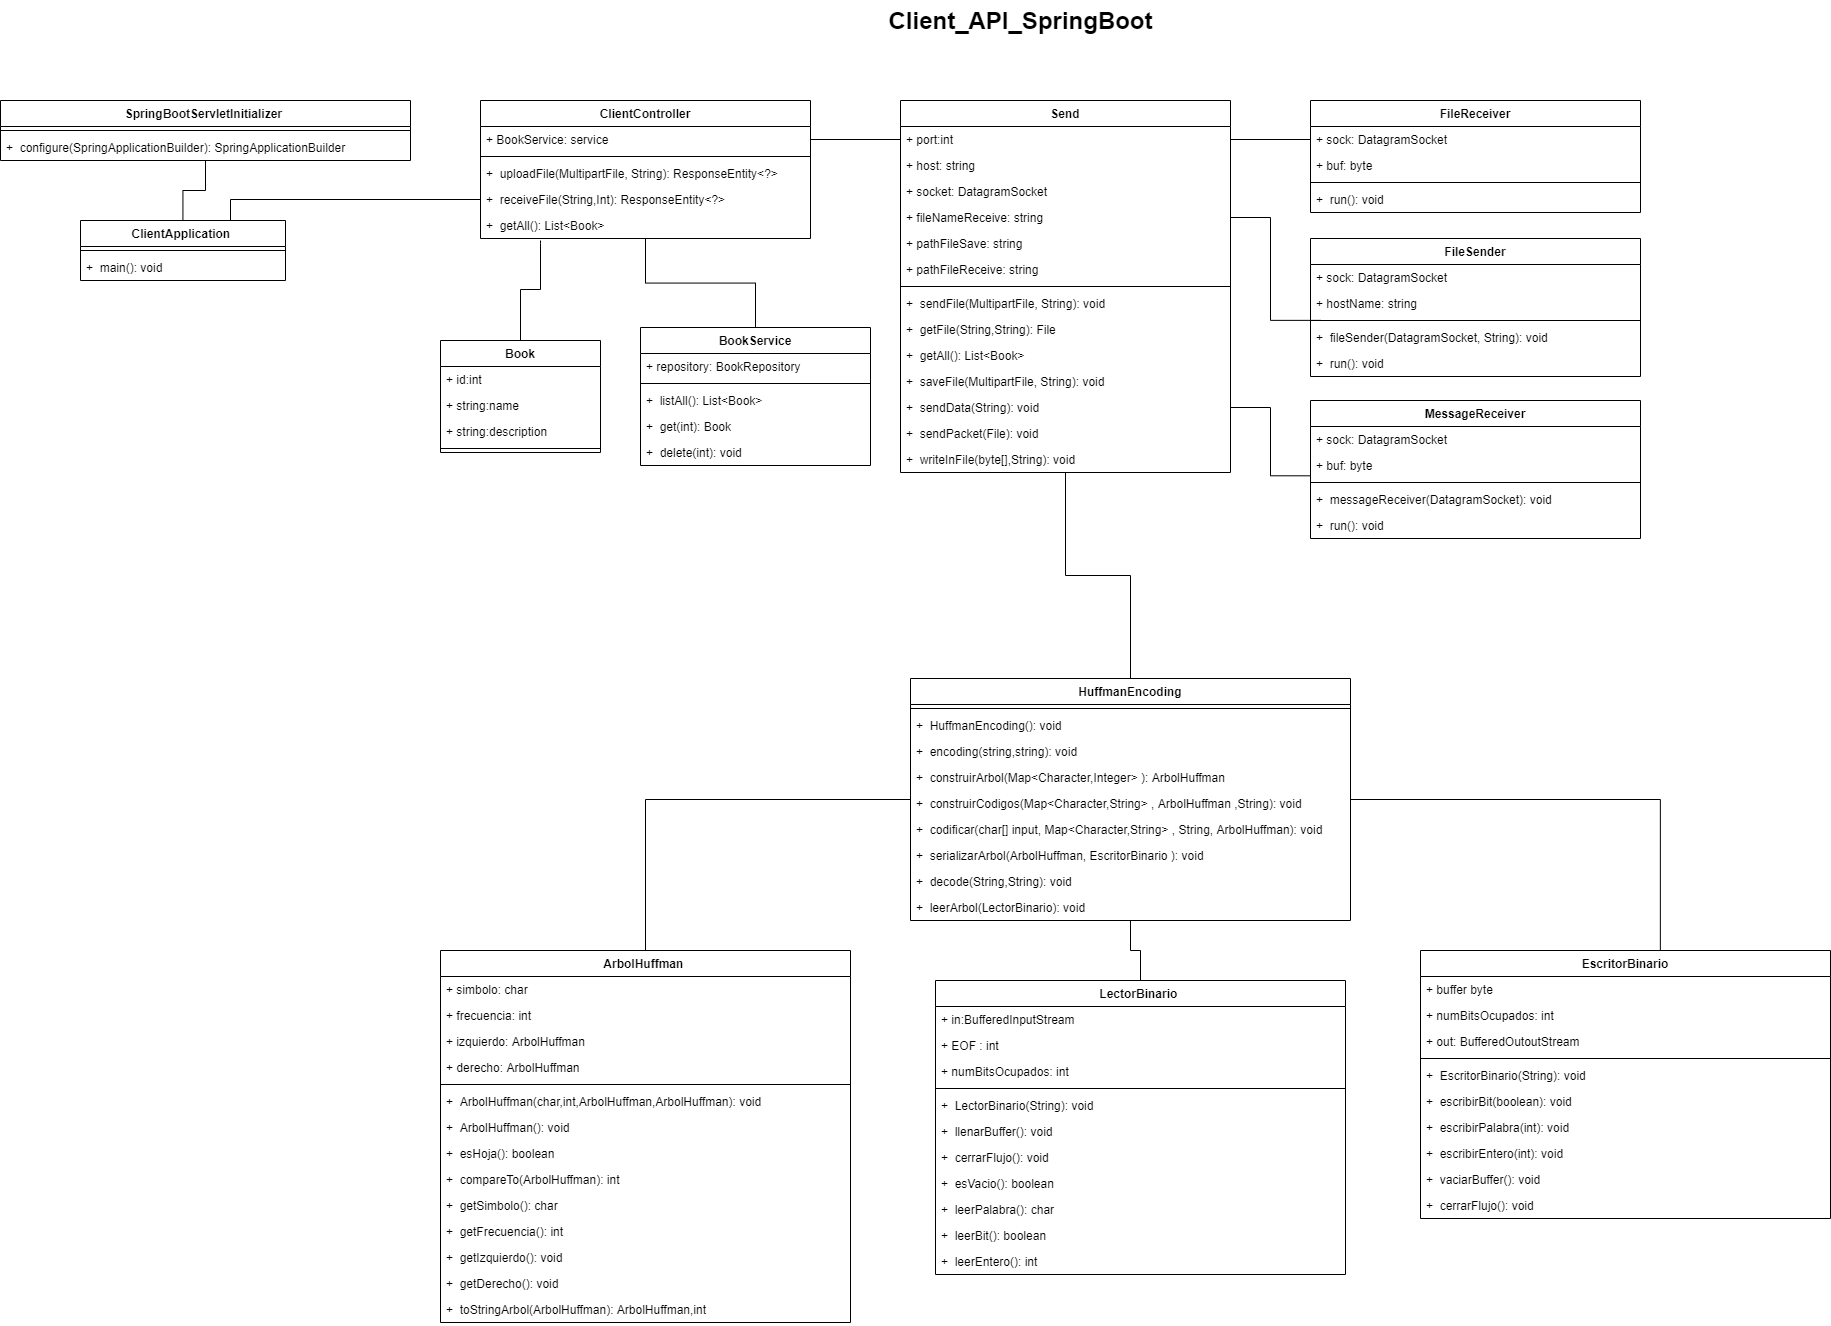 Client_API_SpringBoot
SpringBootServletInitializer
+ configure(SpringApplicationBuilder): SpringApplicationBuilder
ClientApplication
+ main(): void
ClientController
+ BookService: service
+ uploadFile(MultipartFile, String): ResponseEntity<?>
+ receiveFile(String,Int): ResponseEntity<?>
+ getAll(): List<Book>
Book
+ id:int
+ string:name
+ string:description
BookService
+ repository: BookRepository
+ listAll(): List<Book>
+ get(int): Book
+ delete(int): void
Send
+ port:int
+ host: string
+ socket: DatagramSocket
+ fileNameReceive: string
+ pathFileSave: string
+ pathFileReceive: string
+ sendFile(MultipartFile, String): void
+ getFile(String,String): File
+ getAll(): List<Book>
+ saveFile(MultipartFile, String): void
+ sendData(String): void
+ sendPacket(File): void
+ writeInFile(byte[],String): void
FileReceiver
+ sock: DatagramSocket
+ buf: byte
+ run(): void
FileSender
+ sock: DatagramSocket
+ hostName: string
+ fileSender(DatagramSocket, String): void
+ run(): void
MessageReceiver
+ sock: DatagramSocket
+ buf: byte
+ messageReceiver(DatagramSocket): void
+ run(): void
HuffmanEncoding
+ HuffmanEncoding(): void
+ encoding(string,string): void
+ construirArbol(Map<Character,Integer> ): ArbolHuffman
+ construirCodigos(Map<Character,String> , ArbolHuffman ,String): void
+ codificar(char[] input, Map<Character,String> , String, ArbolHuffman): void
+ serializarArbol(ArbolHuffman, EscritorBinario ): void
+ decode(String,String): void
+ leerArbol(LectorBinario): void
ArbolHuffman
+ simbolo: char
+ frecuencia: int
+ izquierdo: ArbolHuffman
+ derecho: ArbolHuffman
+ ArbolHuffman(char,int,ArbolHuffman,ArbolHuffman): void
+ ArbolHuffman(): void
+ esHoja(): boolean
+ compareTo(ArbolHuffman): int
+ getSimbolo(): char
+ getFrecuencia(): int
+ getIzquierdo(): void
+ getDerecho(): void
+ toStringArbol(ArbolHuffman): ArbolHuffman,int
LectorBinario
+ in:BufferedInputStream
+ EOF : int
+ numBitsOcupados: int
+ LectorBinario(String): void
+ llenarBuffer(): void
+ cerrarFlujo(): void
+ esVacio(): boolean
+ leerPalabra(): char
+ leerBit(): boolean
+ leerEntero(): int
EscritorBinario
+ buffer byte
+ numBitsOcupados: int
+ out: BufferedOutoutStream
+ EscritorBinario(String): void
+ escribirBit(boolean): void
+ escribirPalabra(int): void
+ escribirEntero(int): void
+ vaciarBuffer(): void
+ cerrarFlujo(): void